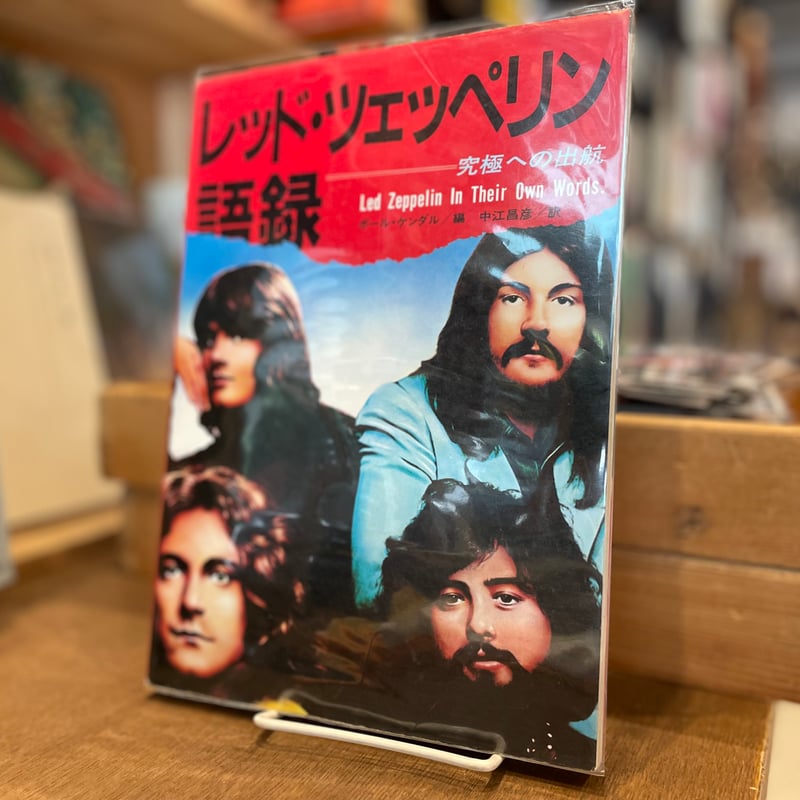 レッド・ツェッペリン
究極への出航
語録
Led Zeppelin In Their Own Words.
ポール・ケンダル/編 中江昌彦/訳